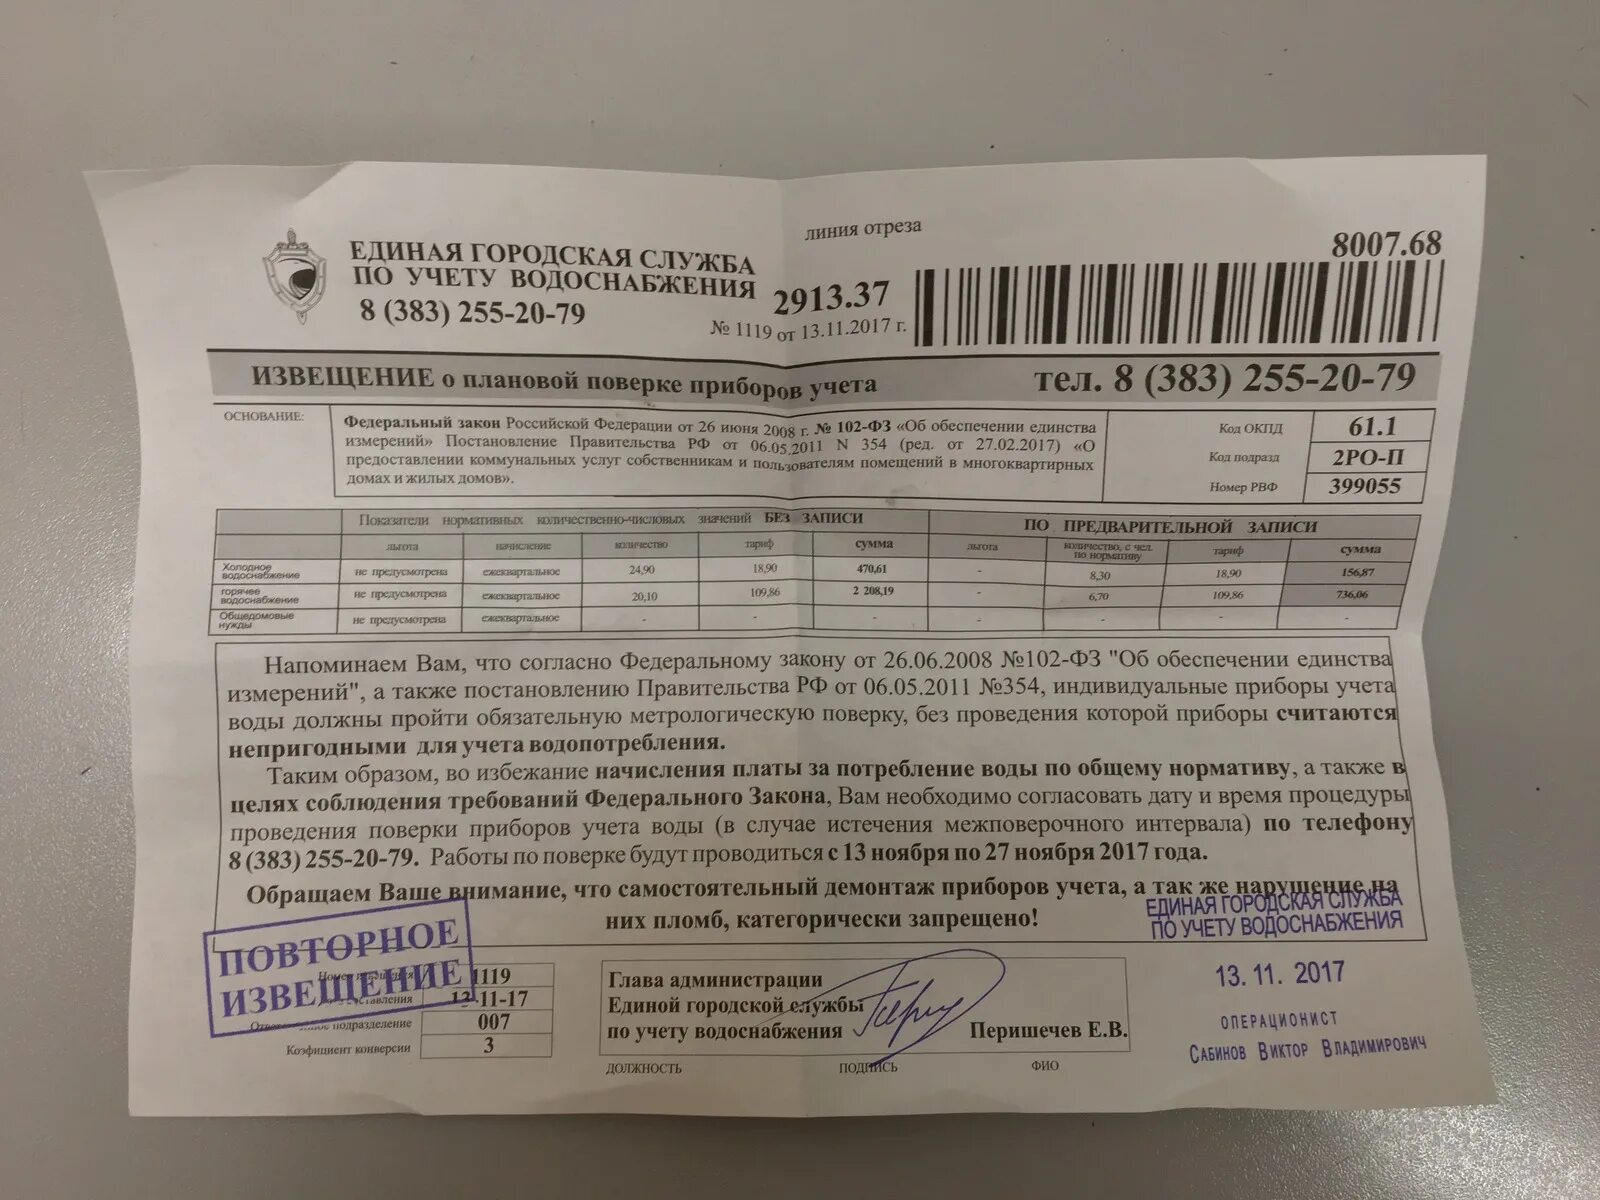 линия отреза
ЕДИНАЯ ГОРОДСКАЯ СЛУЖБА
ПО УЧЕТУ ВОДОСНАБЖЕНИЯ
8 (383) 255-20-79
2913.37
№ 1119 от 13.11.2017 г.
8007.68
ИЗВЕЩЕНИЕ о плановой поверке приборов учета
тел. 8 (383) 255-20-79
ОСНОВАНИЕ:
Федеральный закон Российской Федерации от 26 июня 2008 г. № 102-ФЗ «Об обеспечении единства
измерений» Постановление Правительства РФ от 06.05.2011 N 354 (ред. от 27.02.2017) «О
предоставлении коммунальных услуг собственникам и пользователям помещений в многоквартирных
домах и жилых домов».
Код ОКПД 61.1
Код подразд 2РО-П
Номер РВФ 399055
Показатели нормативных количественно-числовых значений БЕЗ ЗАПИСИ
ПО ПРЕДВАРИТЕЛЬНОЙ ЗАПИСИ
льгота начисление количество тариф сумма льгота количество, с чел. по нормативу тариф сумма
Холодное водоснабжение не предусмотрена ежеквартальное 24,90 18,90 470,61 - 8,30 18,90 156,87
горячее водоснабжение не предусмотрена ежеквартальное 20,10 109,86 2 208,19 - 6,70 109,86 736,06
Общедомовые нужды не предусмотрена ежеквартальное - - - - - - -
Напоминаем Вам, что согласно Федеральному закону от 26.06.2008 №102-ФЗ "Об обеспечении единства
измерений", а также постановлению Правительства РФ от 06.05.2011 №354, индивидуальные приборы учета
воды должны пройти обязательную метрологическую поверку, без проведения которой приборы считаются
непригодными для учета водопотребления.
Таким образом, во избежание начисления платы за потребление воды по общему нормативу, а также в
целях соблюдения требований Федерального Закона, Вам необходимо согласовать дату и время процедуры
проведения поверки приборов учета воды (в случае истечения межповерочного интервала) по телефону
8 (383) 255-20-79. Работы по поверке будут проводиться с 13 ноября по 27 ноября 2017 года.
Обращаем Ваше внимание, что самостоятельный демонтаж приборов учета, а так же нарушение на
них пломб, категорически запрещено!
ЕДИНАЯ ГОРОДСКАЯ СЛУЖБА
ПО УЧЕТУ ВОДОСНАБЖЕНИЯ
13. 11. 2017
ОПЕРАЦИОНИСТ
САБИНОВ ВИКТОР ВЛАДИМИРОВИЧ
ПОВТОРНОЕ
ИЗВЕЩЕНИЕ
Номер 1119
13-11-17
подразделение 007
Коэфициент конверсии 3
Глава администрации
Единой городской службы
по учету водоснабжения
Перишечев Е.В.
ДОЛЖНОСТЬ
ПОДПИСЬ
ФИО